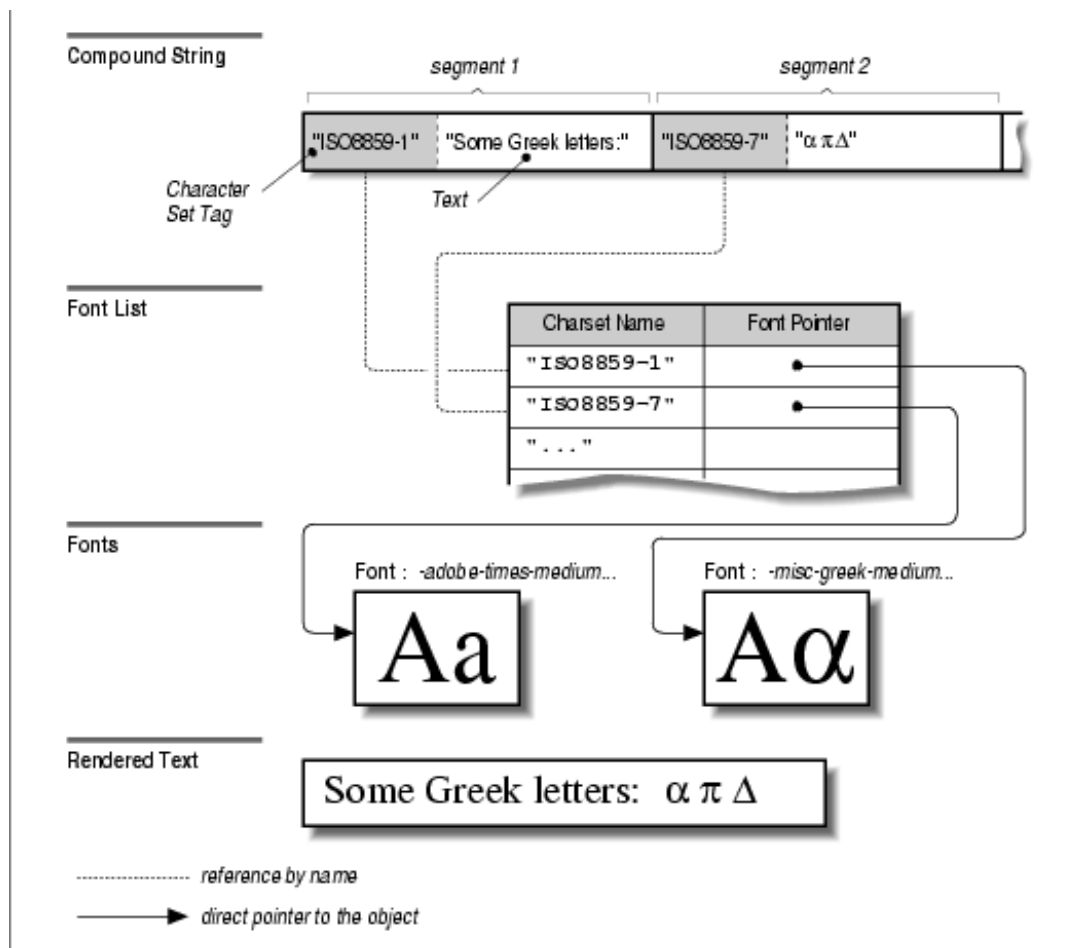 Compound String
segment 1
segment 2
"ISO8859-1" "Some Greek letters:" "ISO8859-7" "α π Δ"
Character
Set Tag
Text
Font List
Charset Name Font Pointer
"ISO8859-1"
"ISO8859-7"
"..."
Fonts
Font : -adobe-times-medium...
Font : -misc-greek-medium...
Aa
Aα
Rendered Text
Some Greek letters: α π Δ
reference by name
direct pointer to the object